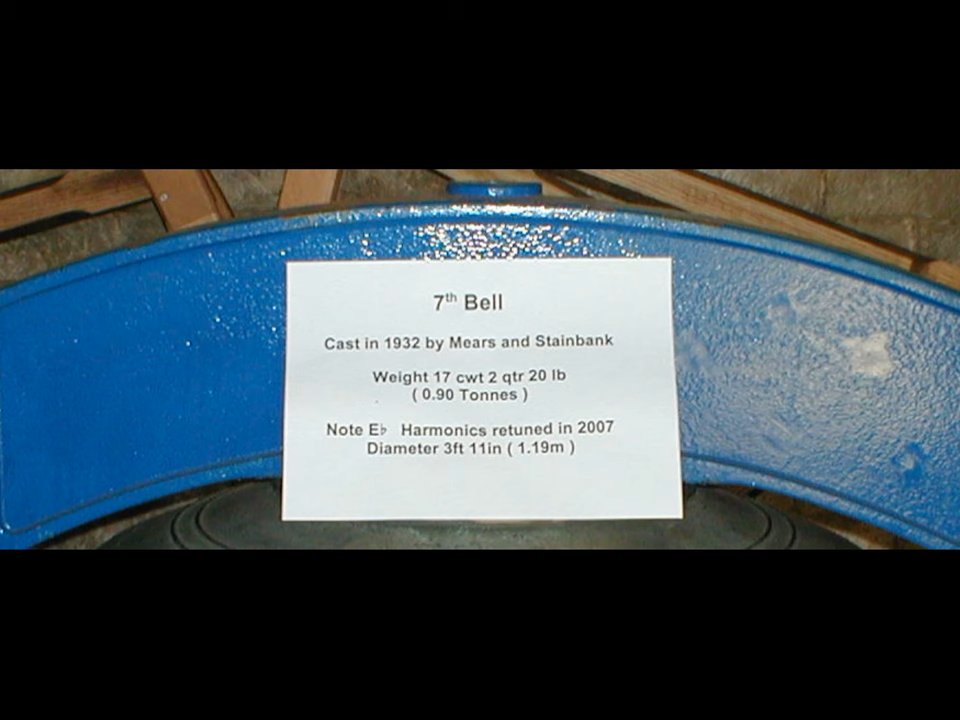 7th Bell
Cast in 1932 by Mears and Stainbank
Weight 17 cwt 2 qtr 20 lb
( 0.90 Tonnes )
Note E♭ Harmonics retuned in 2007
Diameter 3ft 11in ( 1.19m )